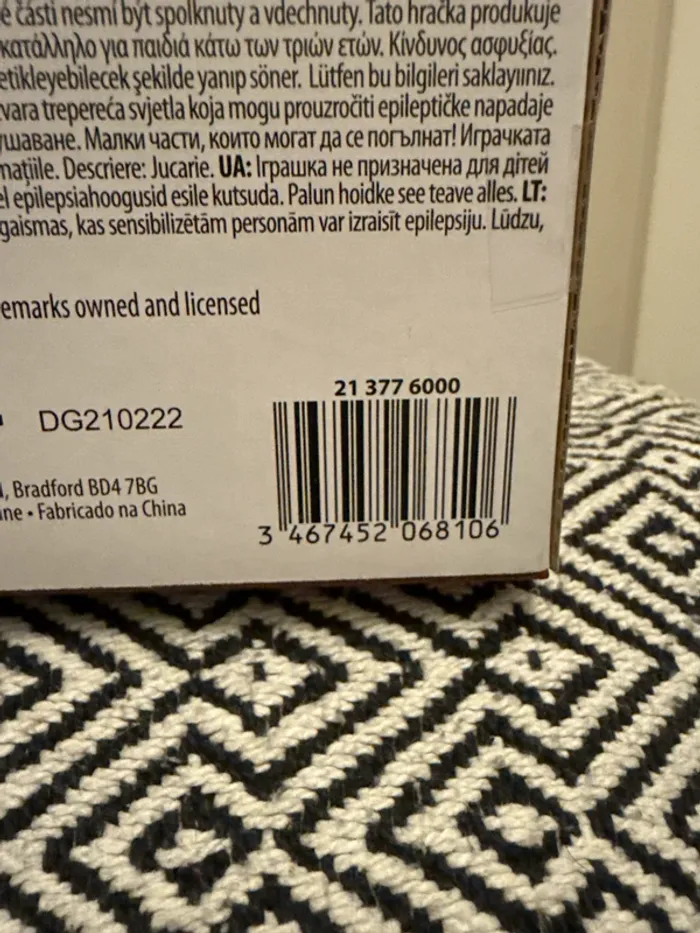 é části nesmí být spolknuty a vdechnuty. Tato hračka produkuje
κατάλληλο για παιδιά κάτω των τριών ετών. Κίνδυνος ασφυξίας.
etikleyebilecek şekilde yanıp söner. Lütfen bu bilgileri saklayıınız.
vara trepereća svjetla koja mogu prouzročiti epileptičke napadaje
ушаване. Малки части, които могат да се погълнат! Играчката
mațiile. Descriere: Jucarie. UA: Іграшка не призначена для дітей
el epilepsiahoogusid esile kutsuda. Palun hoidke see teave alles. LT:
gaismas, kas sensibilizētām personām var izraisīt epilepsiju. Lūdzu,
emarks owned and licensed
21 377 6000
DG210222
, Bradford BD4 7BG
ine • Fabricado na China
3 467452 068106